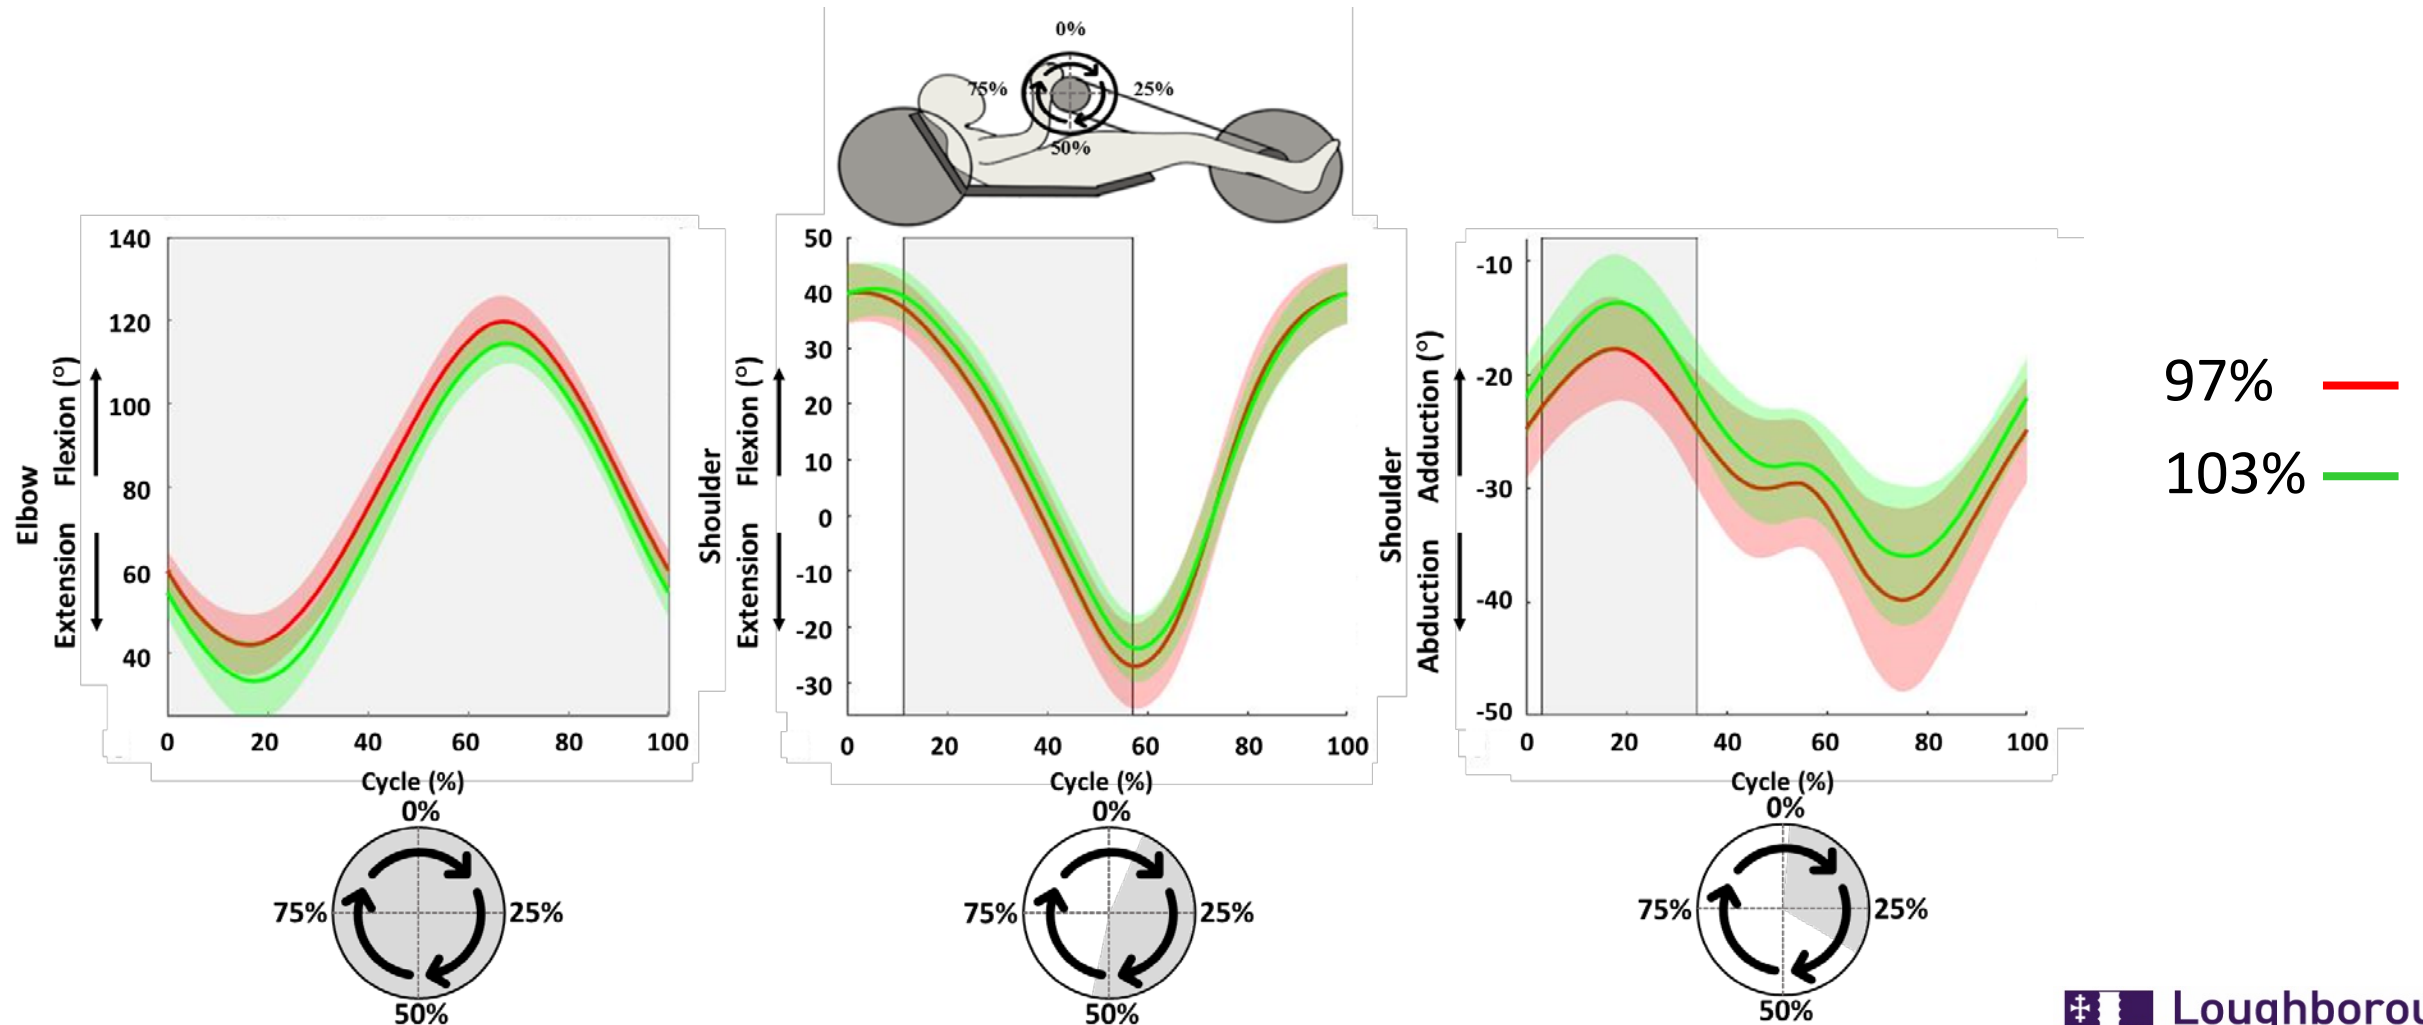 0%
75%
25%
50%
Elbow
Extension Flexion (°)
140
120
100
80
60
40
0 20 40 60 80 100
Cycle (%)
0%
75%
25%
50%
Shoulder
Extension Flexion (°)
50
40
30
20
10
0
-10
-20
-30
0 20 40 60 80 100
Cycle (%)
0%
75%
25%
50%
Shoulder
Abduction Adduction (°)
-10
-20
-30
-40
-50
0 20 40 60 80 100
Cycle (%)
0%
75%
25%
50%
97%
103%
Loughborou